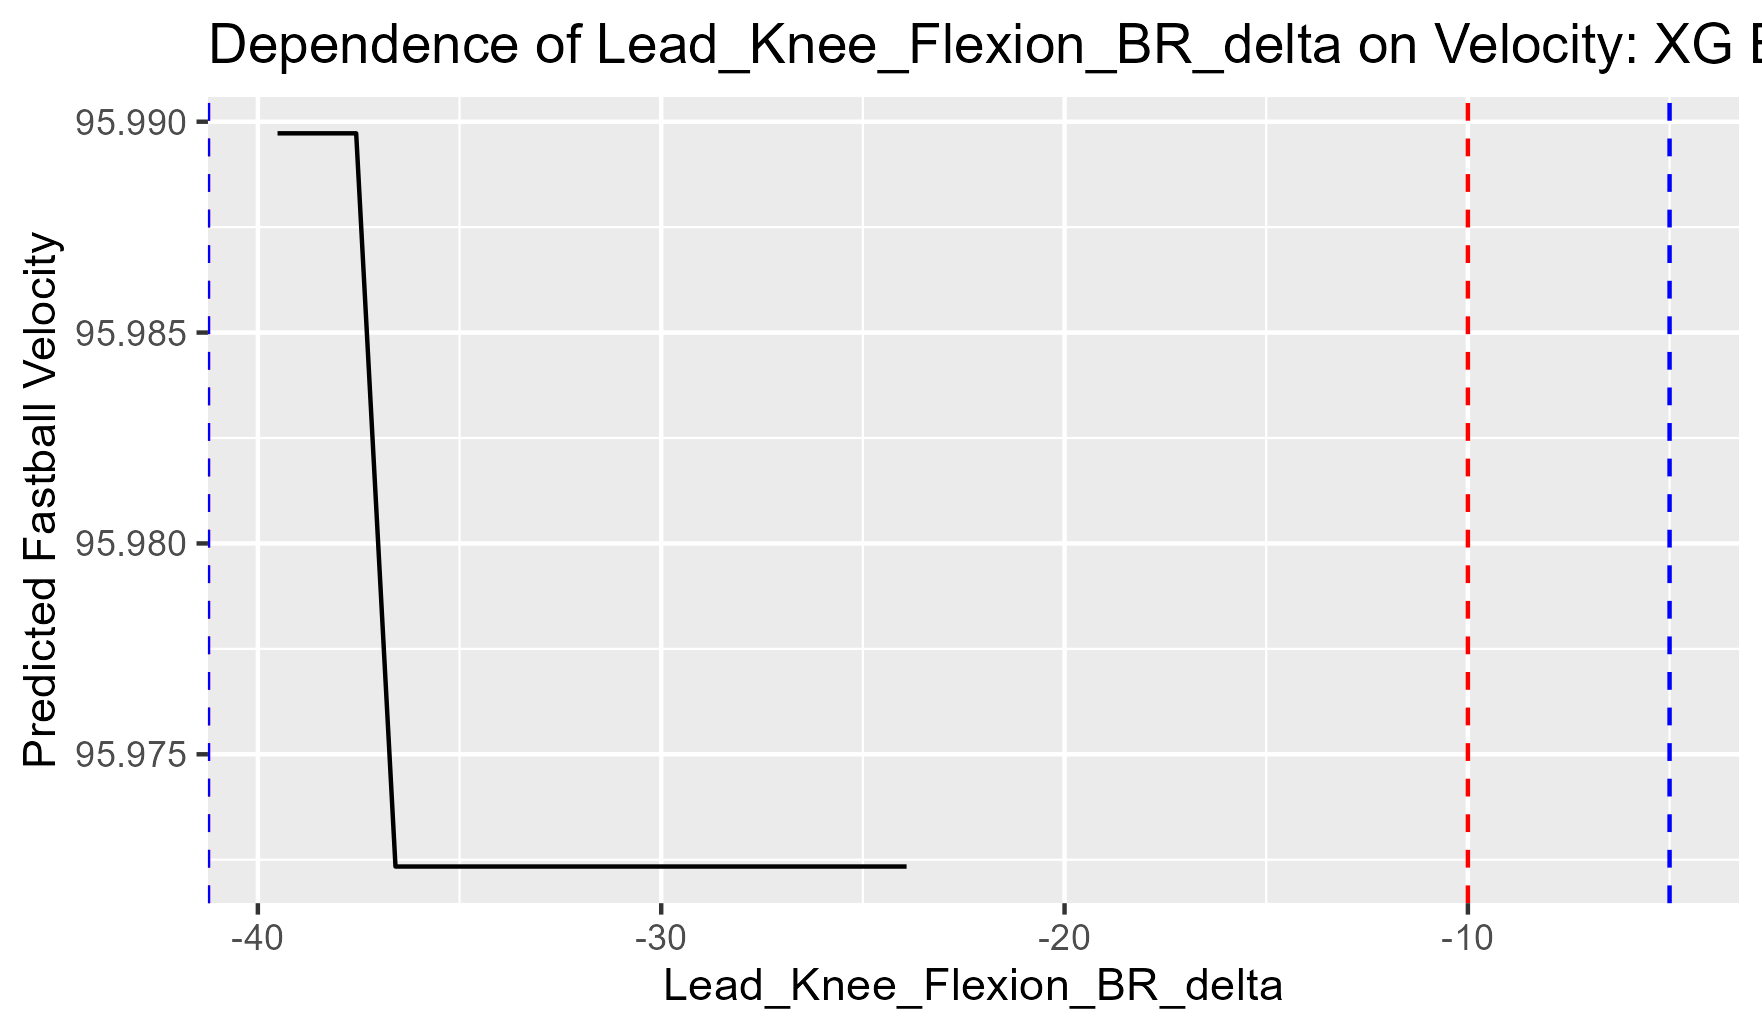 Dependence of Lead_Knee_Flexion_BR_delta on Velocity: XG
Predicted Fastball Velocity
95.990
95.985
95.980
95.975
-40
-30
-20
-10
Lead_Knee_Flexion_BR_delta